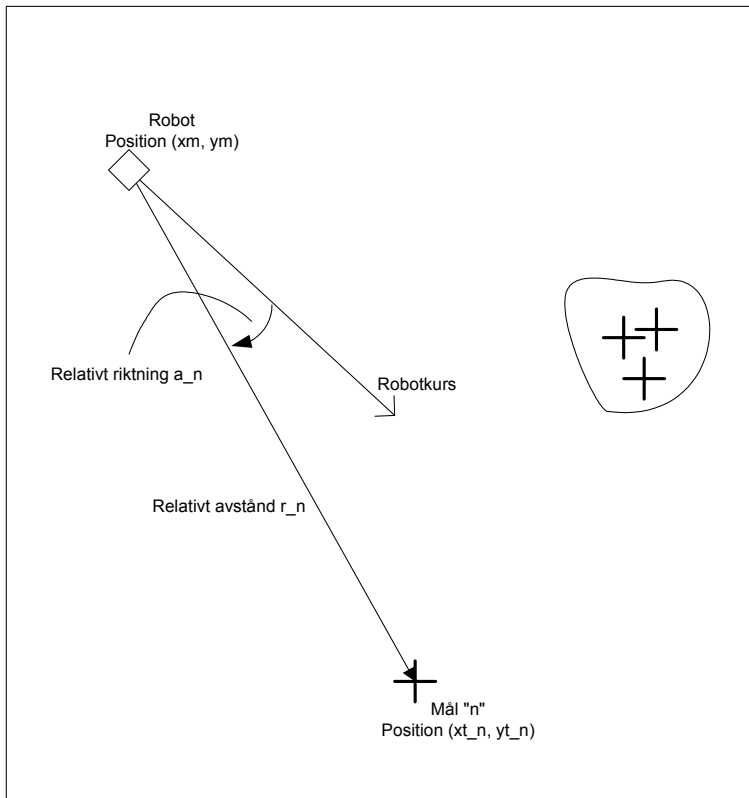 Robot
Position (xm, ym)
Relativt riktning a_n
Robotkurs
Relativt avstånd r_n
Mål "n"
Position (xt_n, yt_n)